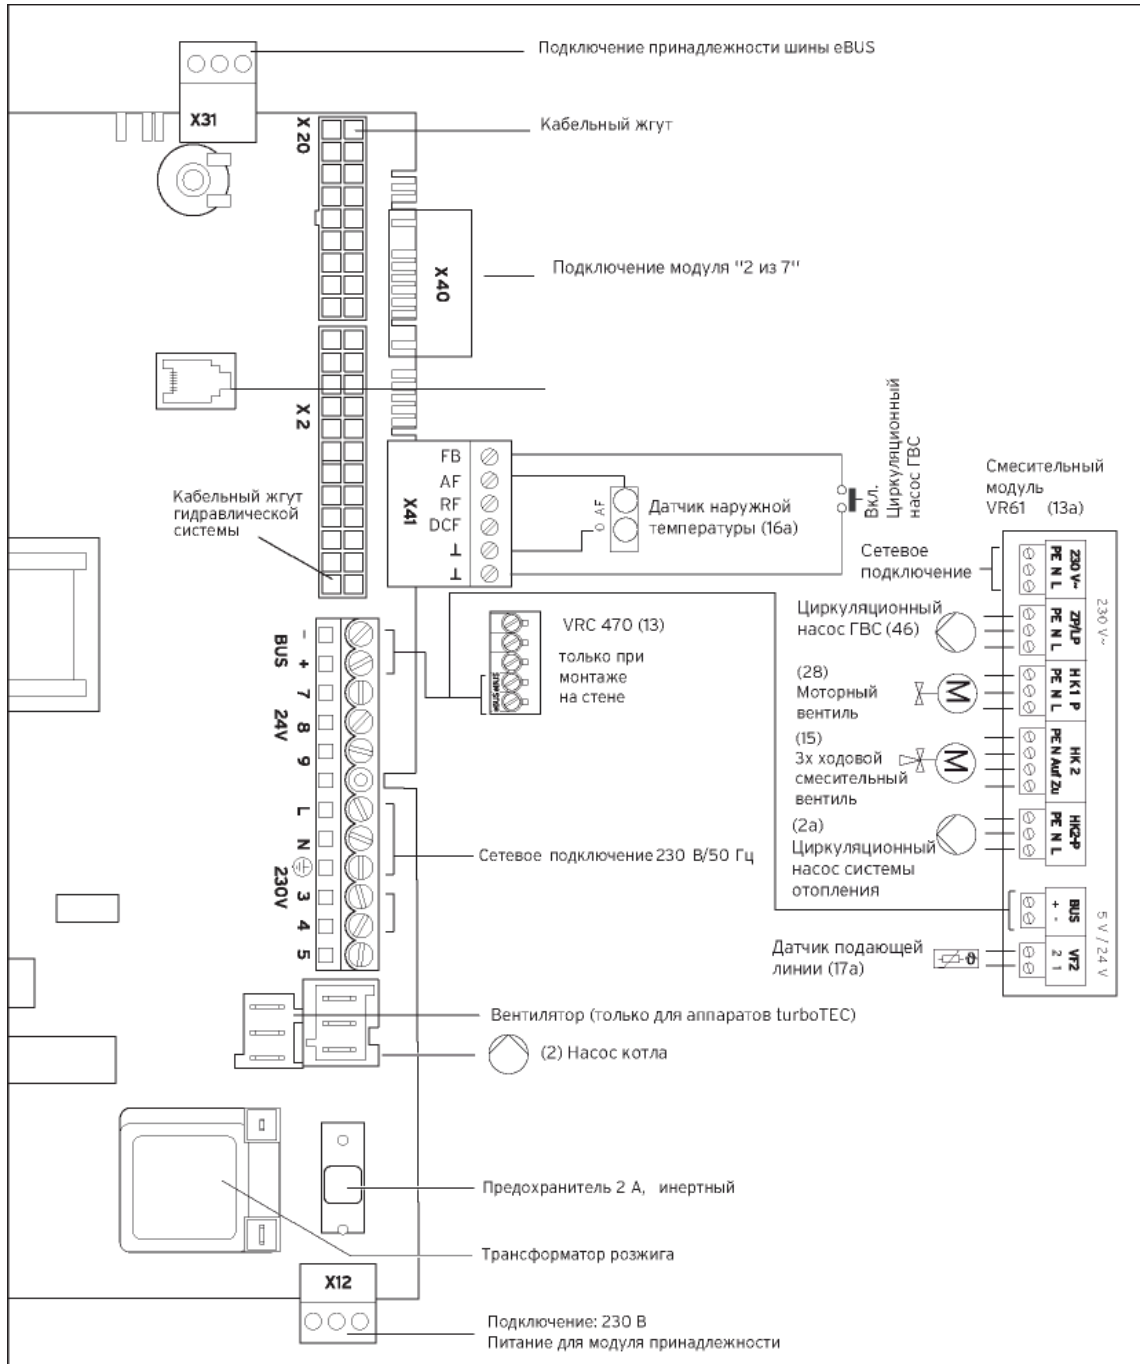 Подключение принадлежности шины eBUS
X31
X 20
Кабельный жгут
X40
Подключение модуля "2 из 7"
X 2
Кабельный жгут
гидравлической
системы
X41
FB
AF
RF
DCF
⊥
⊥
O AF
Датчик наружной
температуры (16a)
Вкл.
Циркуляционный
насос ГВС
Смесительный
модуль
VR61 (13a)
Сетевое
подключение
230 V~
PE N L
230 V~
Циркуляционный
насос ГВС (46)
ZP/LP
PE N L
(28)
Моторный
вентиль
M
HK1 P
PE N L
(15)
3х ходовой
смесительный
вентиль
M
HK 2
PE N Auf Zu
(2a)
Циркуляционный
насос системы
отопления
HK2-P
PE N L
BUS
+ -
5 V / 24 V
Датчик подающей
линии (17a)
VF2
2 1
VRC 470 (13)
только при
монтаже
на стене
BUS
- +
24V
7 8 9
230V
L N
3 4 5
Сетевое подключение 230 В/50 Гц
Вентилятор (только для аппаратов turboTEC)
(2) Насос котла
Предохранитель 2 А, инертный
Трансформатор розжига
X12
Подключение: 230 В
Питание для модуля принадлежности